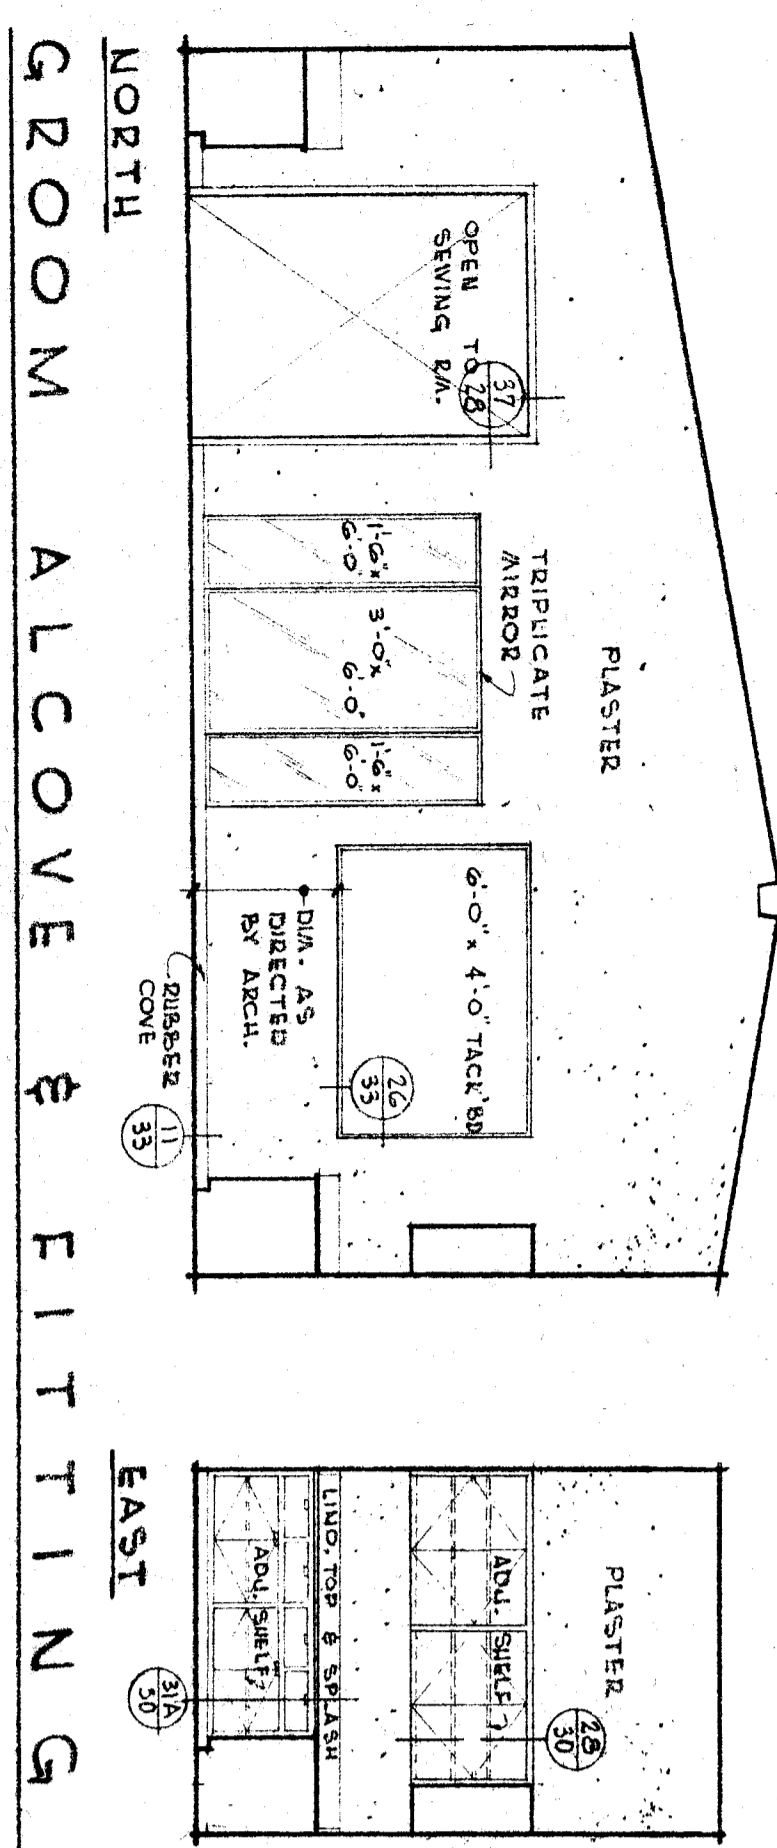 PLASTER
TRIPLICATE
MIRROR
OPEN TO
SEWING RM.
37
28
1'-6" x
6'-0"
3'-0" x
6'-0"
1'-6" x
6'-0"
6'-0" x 4'-0" TACK BD
26
33
DIM. AS
DIRECTED
BY ARCH.
RUBBER
COVE
11
33
NORTH
PLASTER
28
30
ADJ. SHELF
LINO. TOP & SPLASH
ADJ. SHELF
31A
30
EAST
GROOM ALCOVE & FITTING